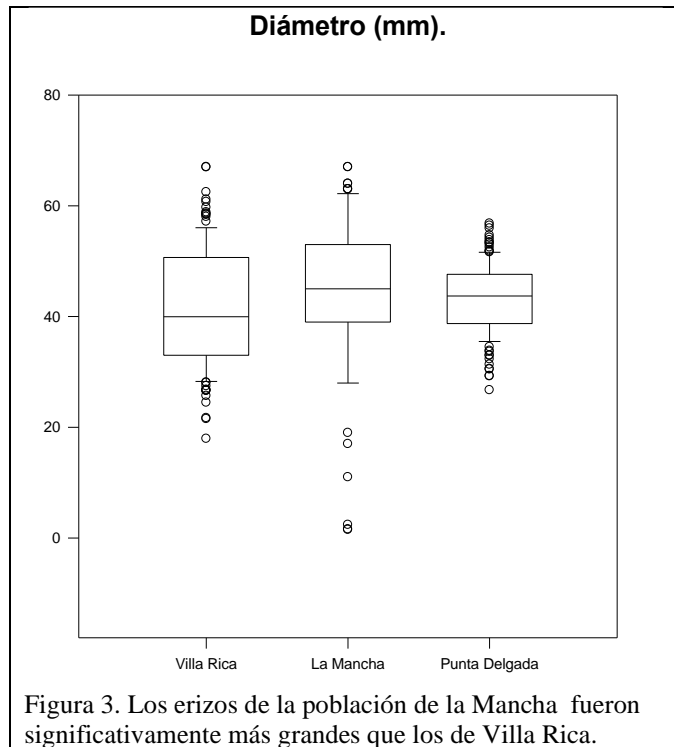 Diámetro (mm).
80
60
40
20
0
Villa Rica La Mancha Punta Delgada
Figura 3. Los erizos de la población de la Mancha fueron
significativamente más grandes que los de Villa Rica.